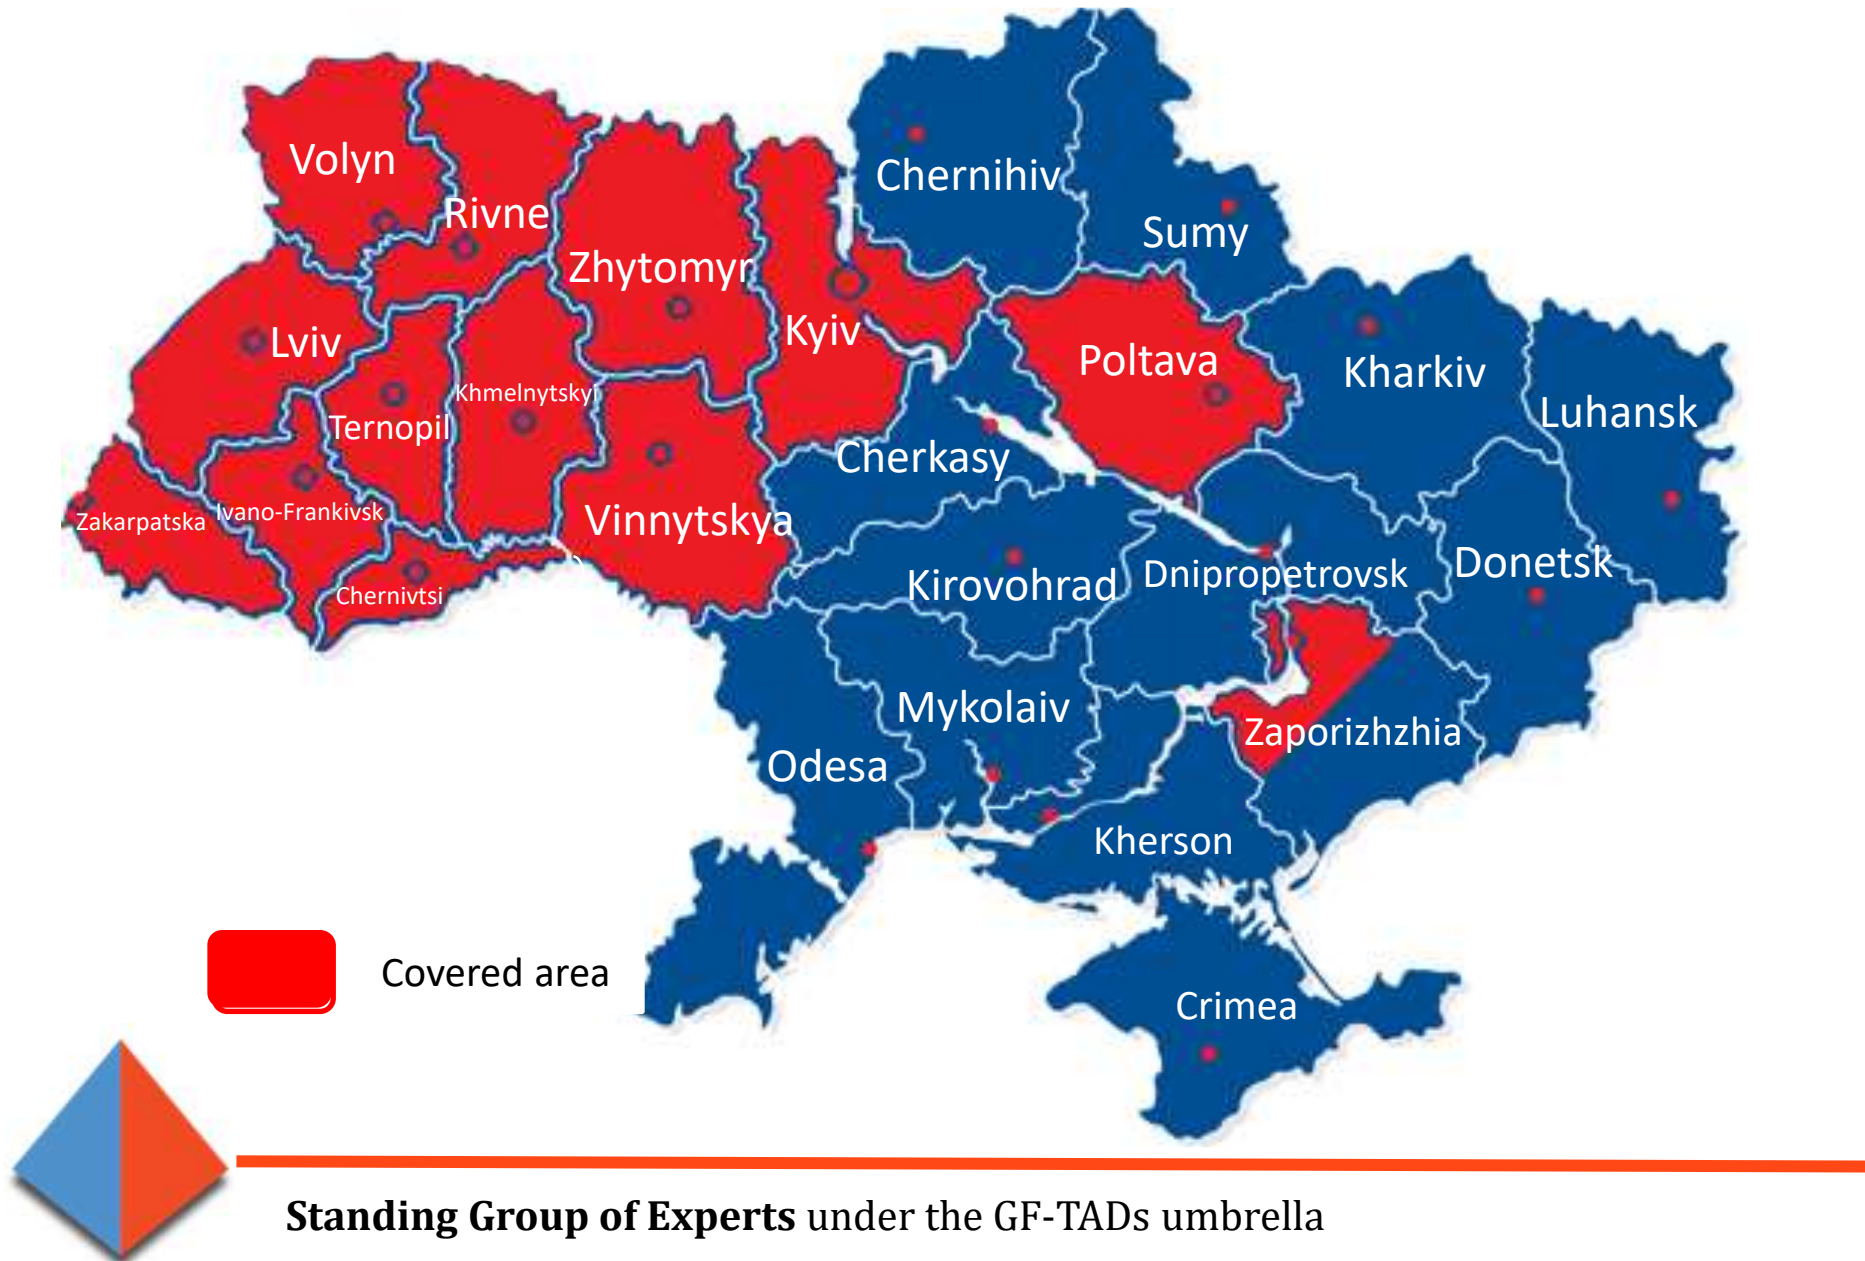 Volyn
Chernihiv
Rivne
Sumy
Zhytomyr
Kyiv
Lviv
Poltava
Kharkiv
Khmelnytskyi
Luhansk
Ternopil
Cherkasy
Zakarpatska
Ivano-Frankivsk
Vinnytskya
Donetsk
Dnipropetrovsk
Kirovohrad
Chernivtsi
Mykolaiv
Zaporizhzhia
Odesa
Kherson
Covered area
Crimea
Standing Group of Experts under the GF-TADs umbrella